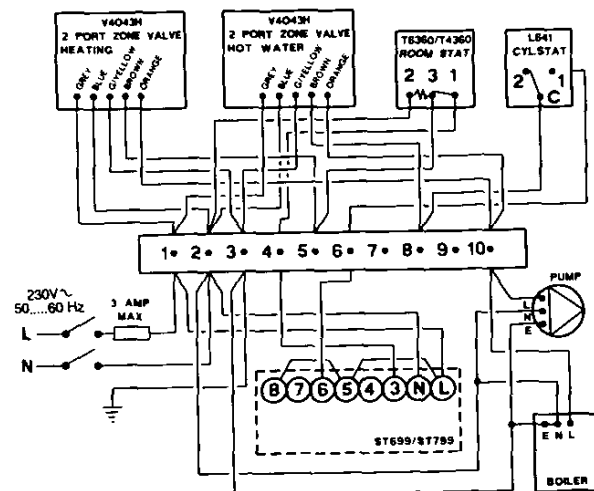 V4043H
2 PORT ZONE VALVE
HEATING
GREY
BLUE
G/YELLOW
BROWN
ORANGE
V4043H
2 PORT ZONE VALVE
HOT WATER
GREY
BLUE
G/YELLOW
BROWN
ORANGE
T6360/T4360
ROOM STAT
2 3 1
L641
CYL.STAT
2 1
C
1 2 3 4 5 6 7 8 9 10
230V~
50.....60 Hz
3 AMP
MAX
L
N
PUMP
L
N
E
8 7 6 5 4 3 N L
ST699/ST799
E N L
BOILER